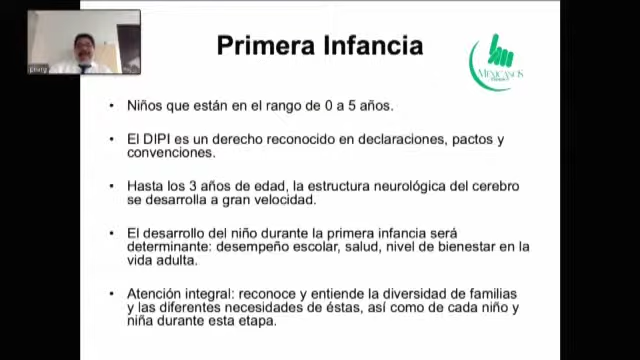 Primera Infancia
MEXICANOS
• Niños que están en el rango de 0 a 5 años.
• El DIPI es un derecho reconocido en declaraciones, pactos y
convenciones.
• Hasta los 3 años de edad, la estructura neurológica del cerebro
se desarrolla a gran velocidad.
• El desarrollo del niño durante la primera infancia será
determinante: desempeño escolar, salud, nivel de bienestar en la
vida adulta.
• Atención integral: reconoce y entiende la diversidad de familias
y las diferentes necesidades de éstas, así como de cada niño y
niña durante esta etapa.